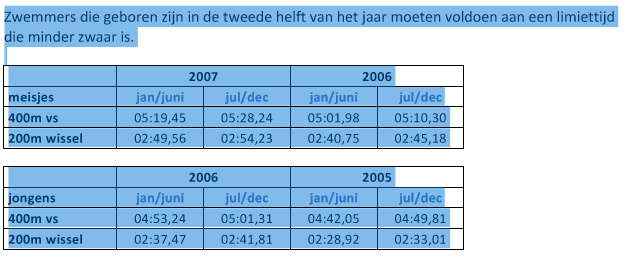 Zwemmers die geboren zijn in de tweede helft van het jaar moeten voldoen aan een limiettijd
die minder zwaar is.
2007 2006
meisjes jan/juni jul/dec jan/juni jul/dec
400m vs 05:19,45 05:28,24 05:01,98 05:10,30
200m wissel 02:49,56 02:54,23 02:40,75 02:45,18
2006 2005
jongens jan/juni jul/dec jan/juni jul/dec
400m vs 04:53,24 05:01,31 04:42,05 04:49,81
200m wissel 02:37,47 02:41,81 02:28,92 02:33,01